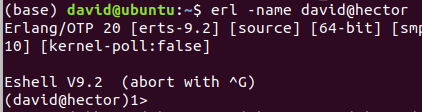 (base) david@ubuntu:~$ erl -name david@hector
Erlang/OTP 20 [erts-9.2] [source] [64-bit] [smp
10] [kernel-poll:false]
Eshell V9.2  (abort with ^G)
(david@hector)1>